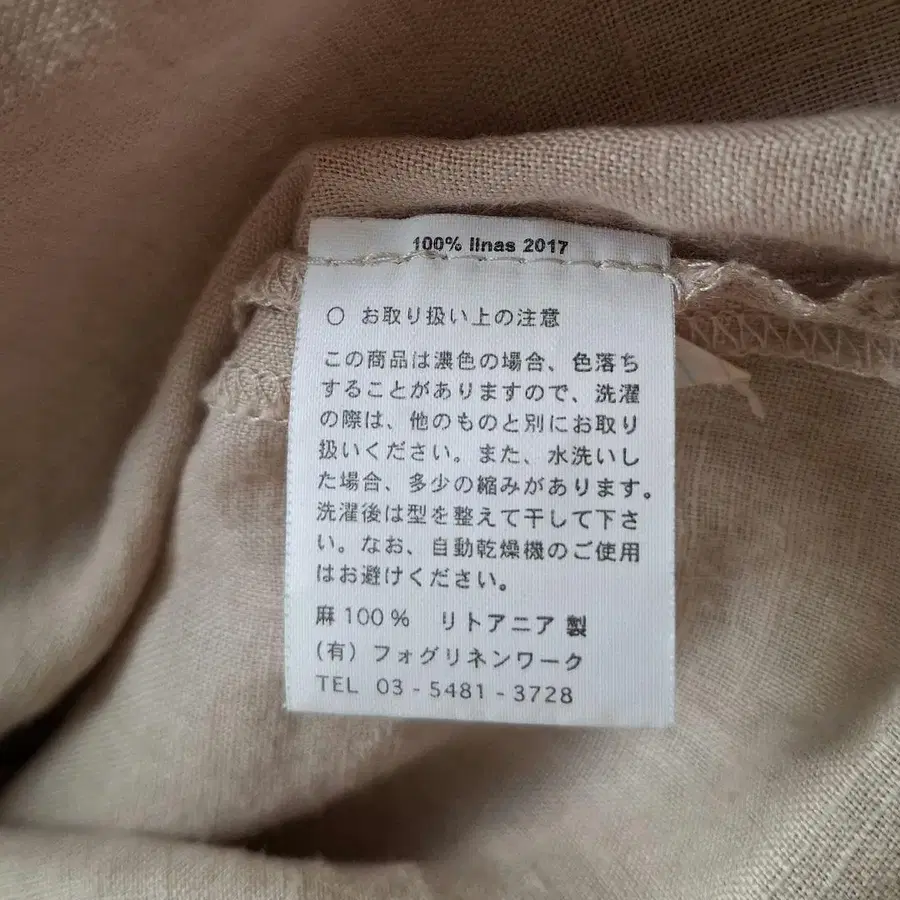 100% linas 2017
○ お取り扱い上の注意
この商品は濃色の場合、色落ち
することがありますので、洗濯
の際は、他のものと別にお取り
扱いください。また、水洗いし
た場合、多少の縮みがあります。
洗濯後は型を整えて干して下さ
い。なお、自動乾燥機のご使用
はお避けください。
麻100% リトアニア製
(有)フォグリネンワーク
TEL 03-5481-3728